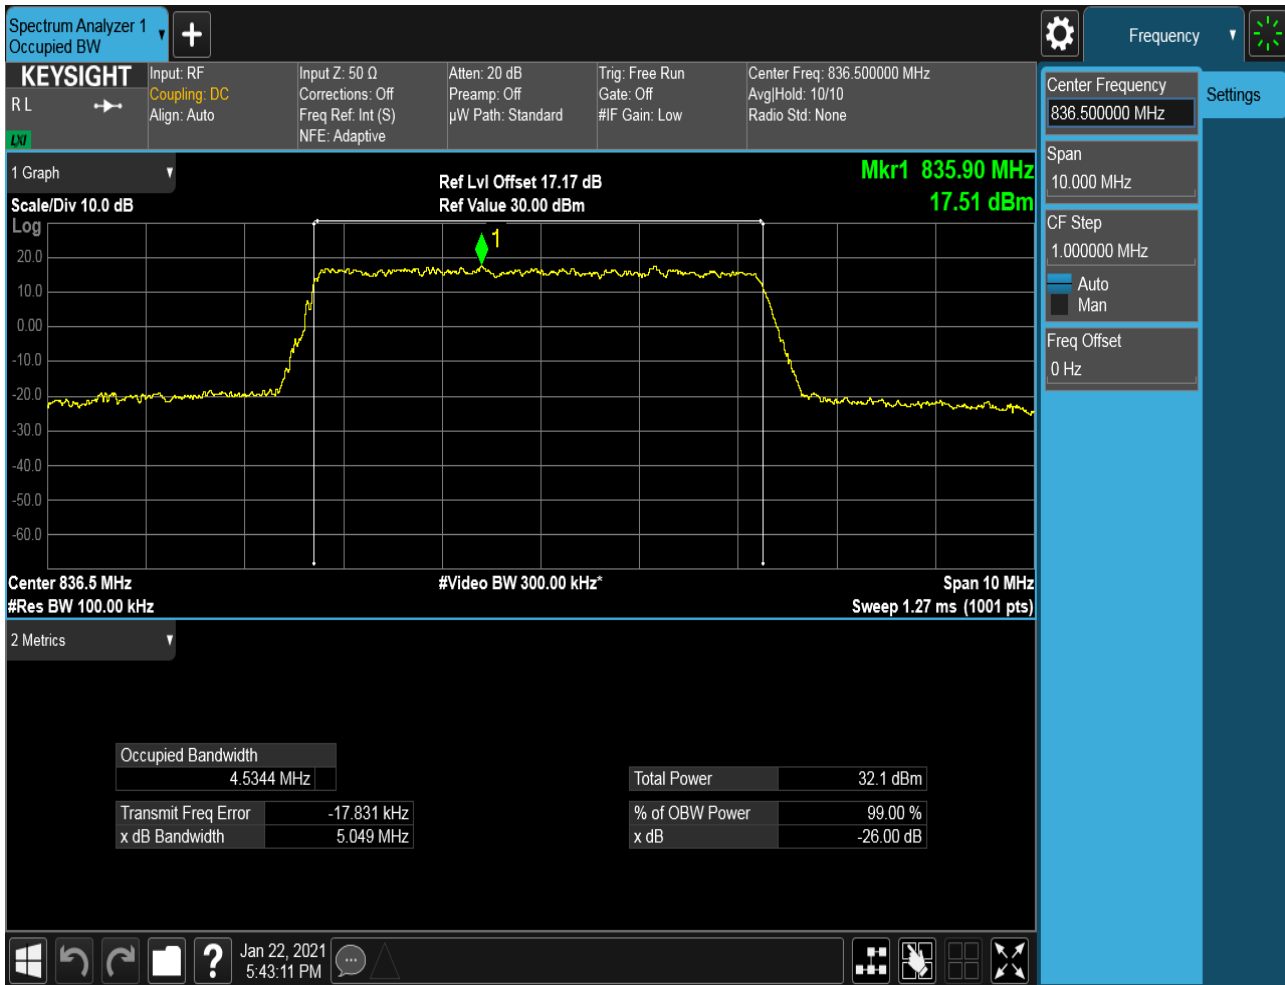 Spectrum Analyzer 1
Occupied BW
Frequency
KEYSIGHT
R L
LXI
Input: RF
Coupling: DC
Align: Auto
Input Z: 50 Ω
Corrections: Off
Freq Ref: Int (S)
NFE: Adaptive
Atten: 20 dB
Preamp: Off
µW Path: Standard
Trig: Free Run
Gate: Off
#IF Gain: Low
Center Freq: 836.500000 MHz
Avg|Hold: 10/10
Radio Std: None
Center Frequency
836.500000 MHz
Settings
Span
10.000 MHz
CF Step
1.000000 MHz
Auto
Man
Freq Offset
0 Hz
1 Graph
Scale/Div 10.0 dB
Log
Ref Lvl Offset 17.17 dB
Ref Value 30.00 dBm
Mkr1 835.90 MHz
17.51 dBm
1
20.0
10.0
0.00
-10.0
-20.0
-30.0
-40.0
-50.0
-60.0
Center 836.5 MHz
#Res BW 100.00 kHz
#Video BW 300.00 kHz*
Span 10 MHz
Sweep 1.27 ms (1001 pts)
2 Metrics
Occupied Bandwidth
4.5344 MHz
Transmit Freq Error -17.831 kHz
x dB Bandwidth 5.049 MHz
Total Power 32.1 dBm
% of OBW Power 99.00 %
x dB -26.00 dB
?
Jan 22, 2021
5:43:11 PM